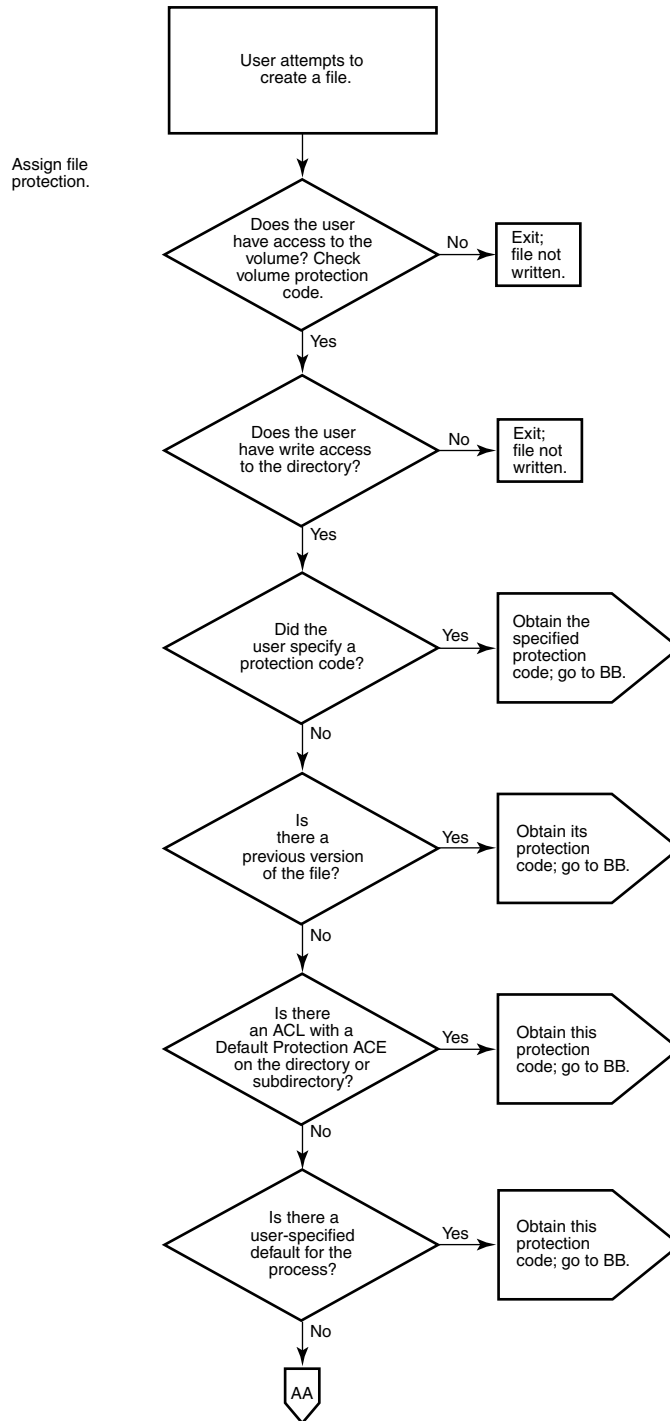 User attempts to
create a file.
Assign file
protection.
Does the user
have access to the
volume? Check
volume protection
code.
No
Exit;
file not
written.
Yes
Does the user
have write access
to the directory?
No
Exit;
file not
written.
Yes
Did the
user specify a
protection code?
Yes
Obtain the
specified
protection
code; go to BB.
No
Is
there a
previous version
of the file?
Yes
Obtain its
protection
code; go to BB.
No
Is there
an ACL with a
Default Protection ACE
on the directory or
subdirectory?
Yes
Obtain this
protection
code; go to BB.
No
Is there a
user-specified
default for the
process?
Yes
Obtain this
protection
code; go to BB.
No
AA